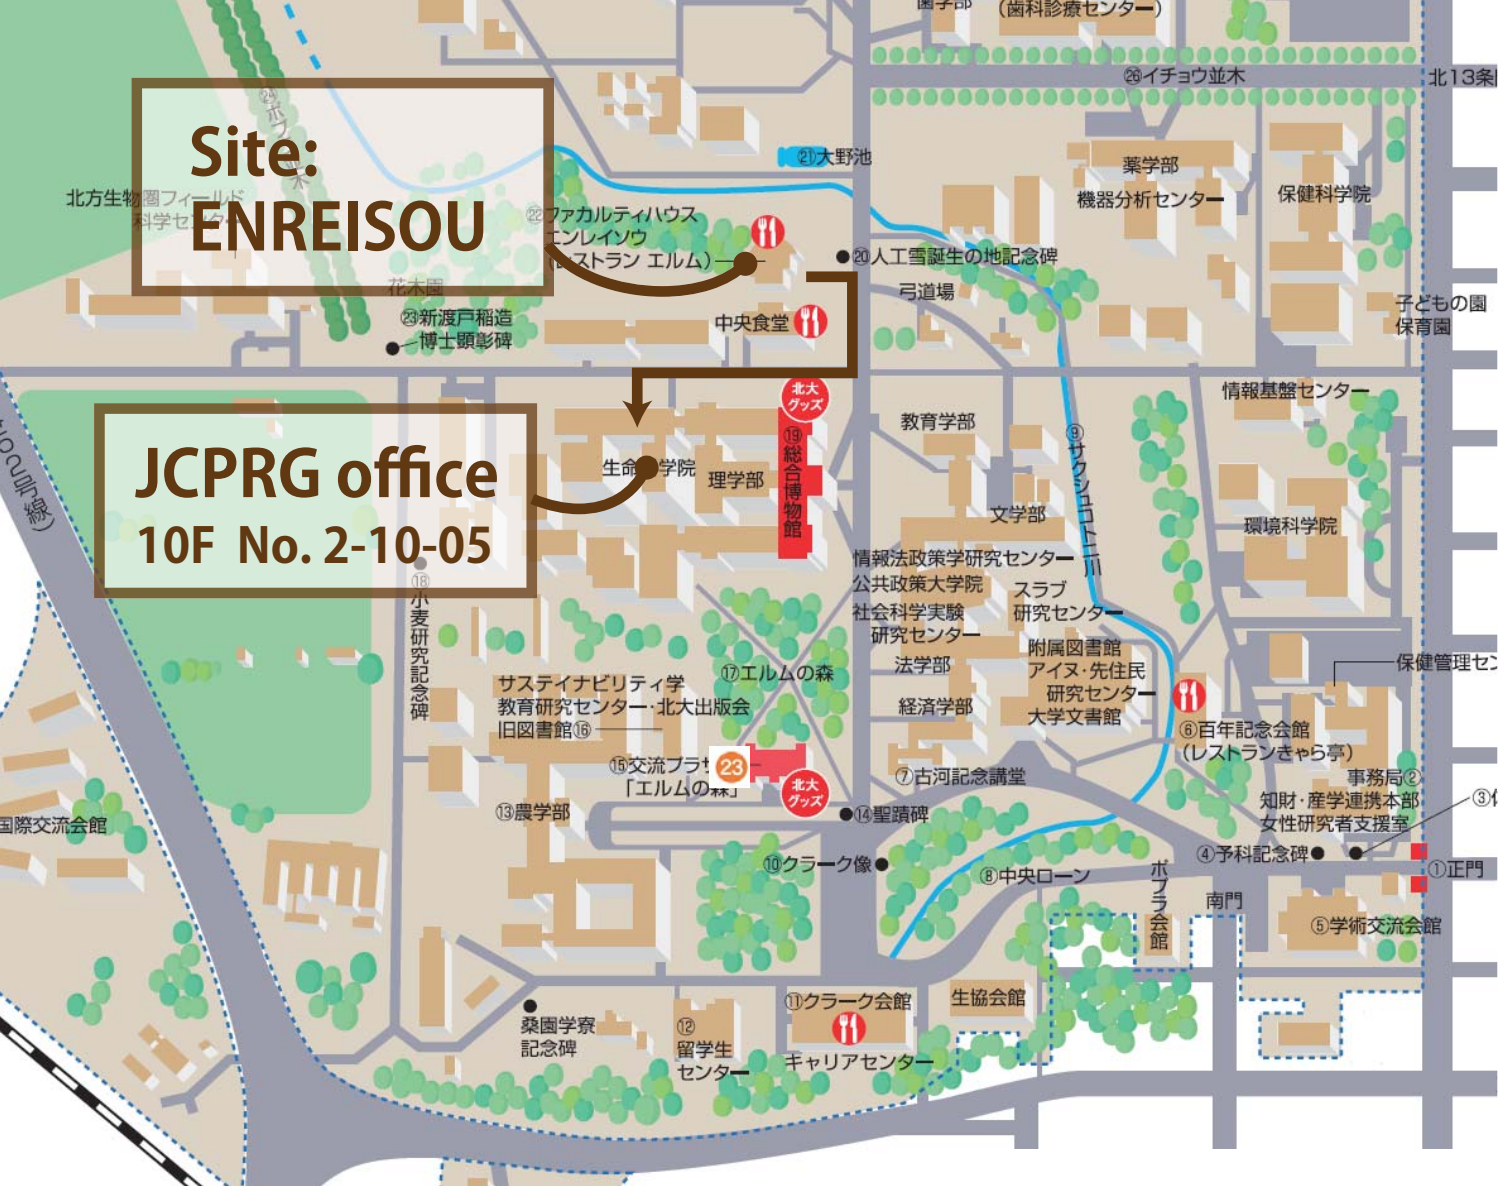 (歯科診療センター)
㉖イチョウ並木
北13条
㉑大野池
薬学部
機器分析センター
保健科学院
Site:
ENREISOU
北方生物圏フィールド
科学センター
㉒ファカルティハウス
エンレイソウ
(レストラン エルム)
⑳人工雪誕生の地記念碑
弓道場
子どもの園
保育園
花木園
㉓新渡戸稲造
博士顕彰碑
中央食堂
北大
グッズ
情報基盤センター
JCPRG office
10F No. 2-10-05
生命
学院
理学部
⑲総合博物館
教育学部
⑨サクシュコトニ川
文学部
環境科学院
情報法政策学研究センター
公共政策大学院
スラブ
研究センター
社会科学実験
研究センター
⑱小麦研究記念碑
法学部
附属図書館
アイヌ・先住民
研究センター
大学文書館
経済学部
保健管理セン
⑰エルムの森
サステイナビリティ学
教育研究センター・北大出版会
旧図書館⑯
⑥百年記念会館
(レストランきゃら亭)
⑮交流プラ
23
「エルムの森」
北大
グッズ
⑦古河記念講堂
事務局②
知財・産学連携本部
女性研究者支援室
⑬農学部
⑭聖蹟碑
国際交流会館
④予科記念碑
①正門
⑩クラーク像
⑧中央ローン
ポプラ会館
南門
⑤学術交流会館
⑪クラーク会館
生協会館
桑園学寮
記念碑
⑫
留学生
センター
キャリアセンター